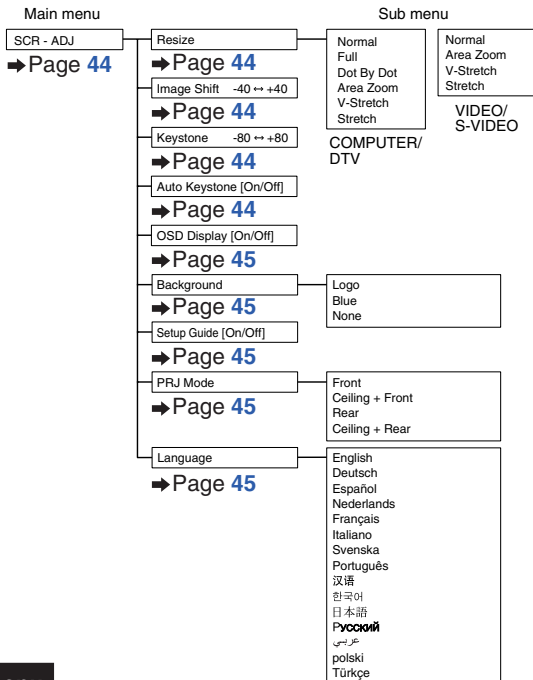 Main menu
Sub menu
SCR - ADJ
➡Page 44
Resize
➡Page 44
Normal
Full
Dot By Dot
Area Zoom
V-Stretch
Stretch
COMPUTER/
DTV
Normal
Area Zoom
V-Stretch
Stretch
VIDEO/
S-VIDEO
Image Shift -40 ↔ +40
➡Page 44
Keystone -80 ↔ +80
➡Page 44
Auto Keystone [On/Off]
➡Page 44
OSD Display [On/Off]
➡Page 45
Background
➡Page 45
Logo
Blue
None
Setup Guide [On/Off]
➡Page 45
PRJ Mode
➡Page 45
Front
Ceiling + Front
Rear
Ceiling + Rear
Language
➡Page 45
English
Deutsch
Español
Nederlands
Français
Italiano
Svenska
Português
汉语
한국어
日本語
Русский
عربي
polski
Türkçe